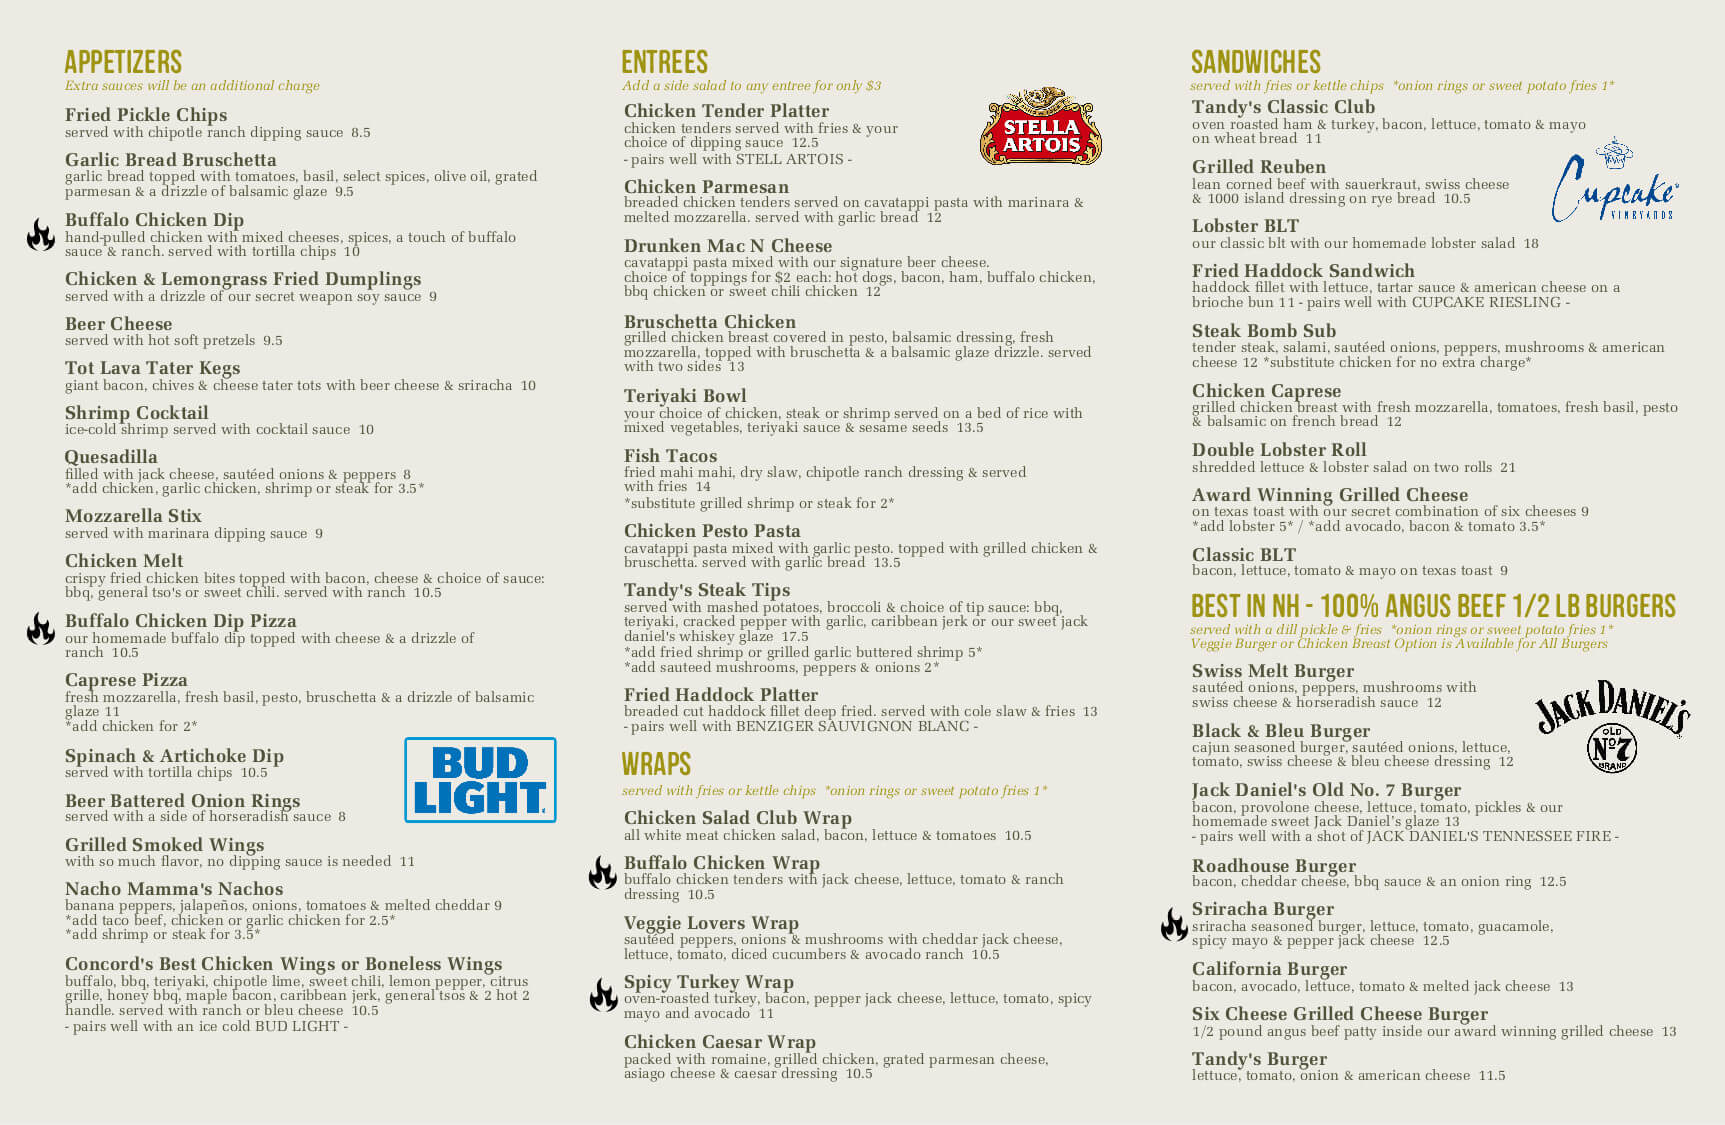 APPETIZERS
Extra sauces will be an additional charge
Fried Pickle Chips
served with chipotle ranch dipping sauce 8.5
Garlic Bread Bruschetta
garlic bread topped with tomatoes, basil, select spices, olive oil, grated
parmesan & a drizzle of balsamic glaze 9.5
Buffalo Chicken Dip
hand-pulled chicken with mixed cheeses, spices, a touch of buffalo
sauce & ranch. served with tortilla chips 10
Chicken & Lemongrass Fried Dumplings
served with a drizzle of our secret weapon soy sauce 9
Beer Cheese
served with hot soft pretzels 9.5
Tot Lava Tater Kegs
giant bacon, chives & cheese tater tots with beer cheese & sriracha 10
Shrimp Cocktail
ice-cold shrimp served with cocktail sauce 10
Quesadilla
filled with jack cheese, sautéed onions & peppers 8
*add chicken, garlic chicken, shrimp or steak for 3.5*
Mozzarella Stix
served with marinara dipping sauce 9
Chicken Melt
crispy fried chicken bites topped with bacon, cheese & choice of sauce:
bbq, general tso's or sweet chili. served with ranch 10.5
Buffalo Chicken Dip Pizza
our homemade buffalo dip topped with cheese & a drizzle of
ranch 10.5
Caprese Pizza
fresh mozzarella, fresh basil, pesto, bruschetta & a drizzle of balsamic
glaze 11
*add chicken for 2*
Spinach & Artichoke Dip
served with tortilla chips 10.5
Beer Battered Onion Rings
served with a side of horseradish sauce 8
BUD
LIGHT
Grilled Smoked Wings
with so much flavor, no dipping sauce is needed 11
Nacho Mamma's Nachos
banana peppers, jalapeños, onions, tomatoes & melted cheddar 9
*add taco beef, chicken or garlic chicken for 2.5*
*add shrimp or steak for 3.5*
Concord's Best Chicken Wings or Boneless Wings
buffalo, bbq, teriyaki, chipotle lime, sweet chili, lemon pepper, citrus
grille, honey bbq, maple bacon, caribbean jerk, general tsos & 2 hot 2
handle. served with ranch or bleu cheese 10.5
- pairs well with an ice cold BUD LIGHT -
ENTREES
Add a side salad to any entree for only $3
Chicken Tender Platter
chicken tenders served with fries & your
choice of dipping sauce 12.5
- pairs well with STELL ARTOIS -
STELLA
ARTOIS
Chicken Parmesan
breaded chicken tenders served on cavatappi pasta with marinara &
melted mozzarella. served with garlic bread 12
Drunken Mac N Cheese
cavatappi pasta mixed with our signature beer cheese.
choice of toppings for $2 each: hot dogs, bacon, ham, buffalo chicken,
bbq chicken or sweet chili chicken 12
Bruschetta Chicken
grilled chicken breast covered in pesto, balsamic dressing, fresh
mozzarella, topped with bruschetta & a balsamic glaze drizzle. served
with two sides 13
Teriyaki Bowl
your choice of chicken, steak or shrimp served on a bed of rice with
mixed vegetables, teriyaki sauce & sesame seeds 13.5
Fish Tacos
fried mahi mahi, dry slaw, chipotle ranch dressing & served
with fries 14
*substitute grilled shrimp or steak for 2*
Chicken Pesto Pasta
cavatappi pasta mixed with garlic pesto. topped with grilled chicken &
bruschetta. served with garlic bread 13.5
Tandy's Steak Tips
served with mashed potatoes, broccoli & choice of tip sauce: bbq,
teriyaki, cracked pepper with garlic, caribbean jerk or our sweet jack
daniel's whiskey glaze 17.5
*add fried shrimp or grilled garlic buttered shrimp 5*
*add sauteed mushrooms, peppers & onions 2*
Fried Haddock Platter
breaded cut haddock fillet deep fried. served with cole slaw & fries 13
- pairs well with BENZIGER SAUVIGNON BLANC -
WRAPS
served with fries or kettle chips *onion rings or sweet potato fries 1*
Chicken Salad Club Wrap
all white meat chicken salad, bacon, lettuce & tomatoes 10.5
Buffalo Chicken Wrap
buffalo chicken tenders with jack cheese, lettuce, tomato & ranch
dressing 10.5
Veggie Lovers Wrap
sautéed peppers, onions & mushrooms with cheddar jack cheese,
lettuce, tomato, diced cucumbers & avocado ranch 10.5
Spicy Turkey Wrap
oven-roasted turkey, bacon, pepper jack cheese, lettuce, tomato, spicy
mayo and avocado 11
Chicken Caesar Wrap
packed with romaine, grilled chicken, grated parmesan cheese,
asiago cheese & caesar dressing 10.5
SANDWICHES
served with fries or kettle chips *onion rings or sweet potato fries 1*
Tandy's Classic Club
oven roasted ham & turkey, bacon, lettuce, tomato & mayo
on wheat bread 11
Grilled Reuben
lean corned beef with sauerkraut, swiss cheese
& 1000 island dressing on rye bread 10.5
Cupcake
VINEYARDS
Lobster BLT
our classic blt with our homemade lobster salad 18
Fried Haddock Sandwich
haddock fillet with lettuce, tartar sauce & american cheese on a
brioche bun 11 - pairs well with CUPCAKE RIESLING -
Steak Bomb Sub
tender steak, salami, sautéed onions, peppers, mushrooms & american
cheese 12 *substitute chicken for no extra charge*
Chicken Caprese
grilled chicken breast with fresh mozzarella, tomatoes, fresh basil, pesto
& balsamic on french bread 12
Double Lobster Roll
shredded lettuce & lobster salad on two rolls 21
Award Winning Grilled Cheese
on texas toast with our secret combination of six cheeses 9
*add lobster 5* / *add avocado, bacon & tomato 3.5*
Classic BLT
bacon, lettuce, tomato & mayo on texas toast 9
BEST IN NH - 100% ANGUS BEEF 1/2 LB BURGERS
served with a dill pickle & fries *onion rings or sweet potato fries 1*
Veggie Burger or Chicken Breast Option is Available for All Burgers
Swiss Melt Burger
sautéed onions, peppers, mushrooms with
swiss cheese & horseradish sauce 12
Black & Bleu Burger
cajun seasoned burger, sautéed onions, lettuce,
tomato, swiss cheese & bleu cheese dressing 12
JACK DANIEL'S
OLD
No. 7
BRAND
Jack Daniel's Old No. 7 Burger
bacon, provolone cheese, lettuce, tomato, pickles & our
homemade sweet Jack Daniel's glaze 13
- pairs well with a shot of JACK DANIEL'S TENNESSEE FIRE -
Roadhouse Burger
bacon, cheddar cheese, bbq sauce & an onion ring 12.5
Sriracha Burger
sriracha seasoned burger, lettuce, tomato, guacamole,
spicy mayo & pepper jack cheese 12.5
California Burger
bacon, avocado, lettuce, tomato & melted jack cheese 13
Six Cheese Grilled Cheese Burger
1/2 pound angus beef patty inside our award winning grilled cheese 13
Tandy's Burger
lettuce, tomato, onion & american cheese 11.5